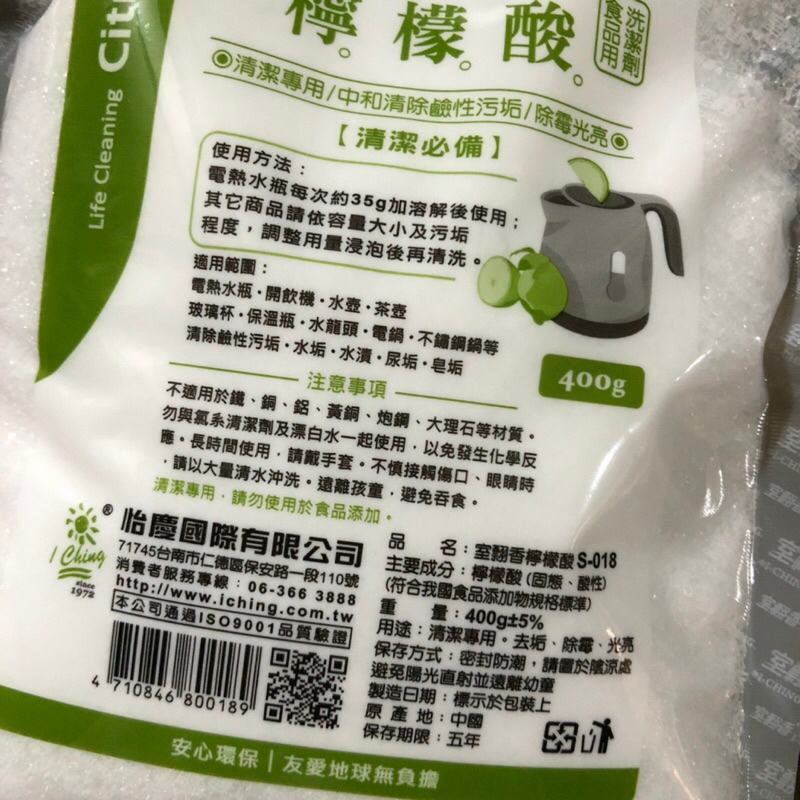 檸檬酸
食品用
洗潔劑
Life Cleaning Cit
清潔專用/中和清除鹼性污垢/除霉光亮
【清潔必備】
使用方法：
電熱水瓶每次約35g加溶解後使用；
其它商品請依容量大小及污垢
程度，調整用量浸泡後再清洗。
適用範圍：
電熱水瓶・開飲機・水壺・茶壺
玻璃杯・保溫瓶・水龍頭・電鍋・不鏽鋼鍋等
清除鹼性污垢・水垢・水漬・尿垢・皂垢
400g
注意事項
不適用於鐵、銅、鋁、黃銅、炮銅、大理石等材質。
勿與氯系清潔劑及漂白水一起使用，以免發生化學反
應。長時間使用，請戴手套。不慎接觸傷口、眼睛時
，請以大量清水沖洗。遠離孩童，避免吞食。
清潔專用，請勿使用於食品添加。
I Ching
®
since
1972
怡慶國際有限公司
71745台南市仁德區保安路一段110號
消費者服務專線：06-366 3888
http://www.iching.com.tw
本公司通過ISO9001品質驗證
4 710846 800189
品 名：室翲香檸檬酸 S-018
主要成分：檸檬酸（固態、酸性）
（符合我國食品添加物規格標準）
重 量：400g±5%
用途：清潔專用。去垢、除霉、光亮
保存方式：密封防潮，請置於陰涼處
避免陽光直射並遠離幼童
製造日期：標示於包裝上
原 產 地：中國
保存期限：五年
安心環保｜友愛地球無負擔